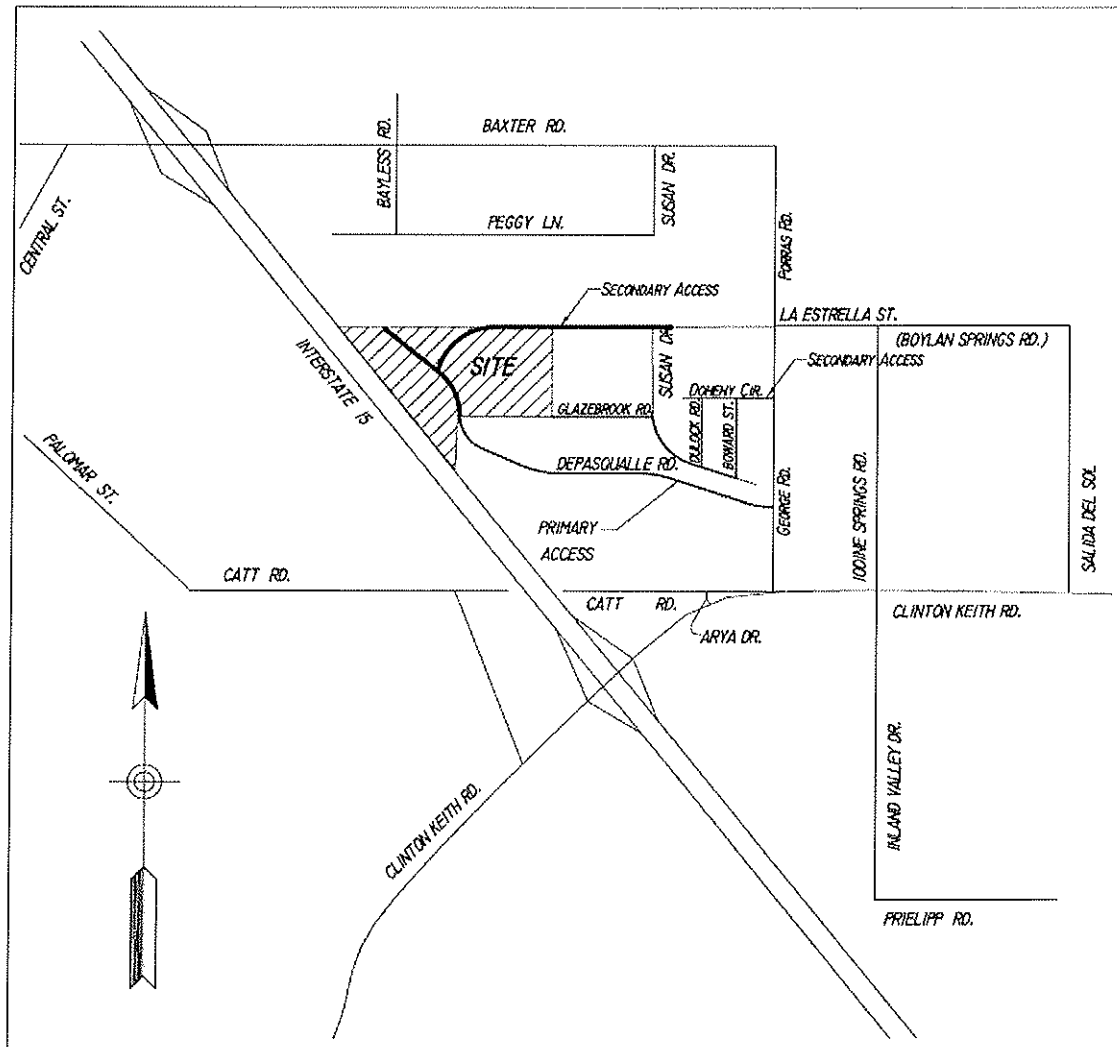 BAXTER RD.
BAYLESS RD.
SUSAN DR.
PEGGY LN.
CENTRAL ST.
PORRAS RD.
SECONDARY ACCESS
LA ESTRELLA ST.
(BOYLAN SPRINGS RD.)
INTERSTATE 15
SITE
SUSAN DR.
SECONDARY ACCESS
DOHEHY CIR.
GLAZEBROOK RD.
DULOCK RD.
BOWARD ST.
DEPASQUALLE RD.
PALOMAR ST.
GEORGE RD.
IODINE SPRINGS RD.
SALIDA DEL SOL
PRIMARY
ACCESS
CATT RD.
CATT RD.
CLINTON KEITH RD.
ARYA DR.
CLINTON KEITH RD.
INLAND VALLEY DR.
PRIELIPP RD.